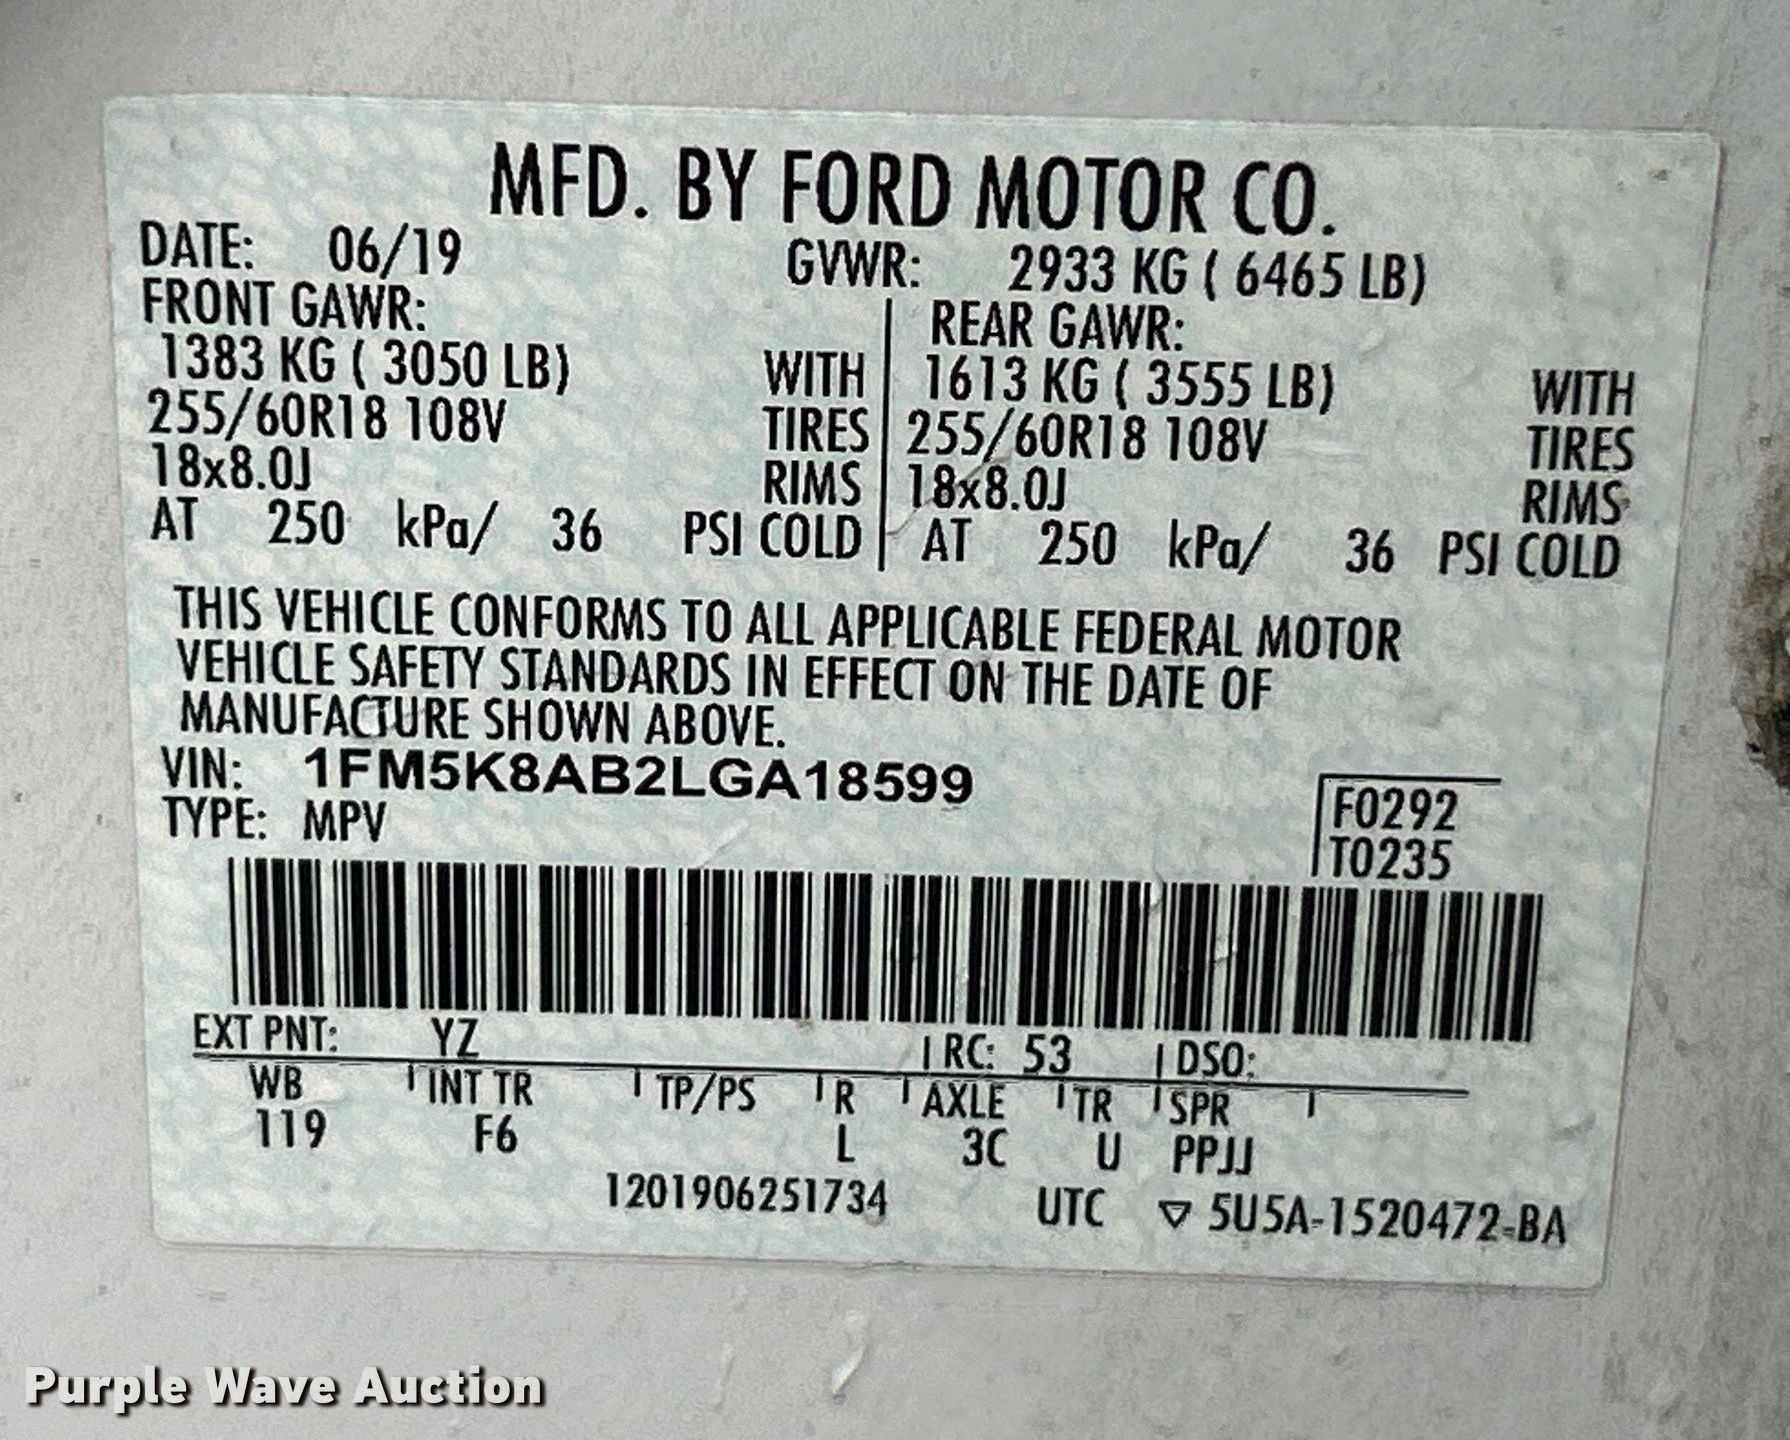 MFD. BY FORD MOTOR CO.
DATE: 06/19 GVWR: 2933 KG ( 6465 LB)
FRONT GAWR: REAR GAWR:
1383 KG ( 3050 LB) WITH 1613 KG ( 3555 LB) WITH
255/60R18 108V TIRES 255/60R18 108V TIRES
18x8.0J RIMS 18x8.0J RIMS
AT 250 kPa/ 36 PSI COLD AT 250 kPa/ 36 PSI COLD
THIS VEHICLE CONFORMS TO ALL APPLICABLE FEDERAL MOTOR
VEHICLE SAFETY STANDARDS IN EFFECT ON THE DATE OF
MANUFACTURE SHOWN ABOVE.
VIN: 1FM5K8AB2LGA18599
TYPE: MPV
F0292
T0235
EXT PNT: YZ RC: 53 DSO:
WB INT TR TP/PS R AXLE TR SPR
119 F6 L 3C U PPJJ
1201906251734 UTC ▽ 5U5A-1520472-BA
Purple Wave Auction